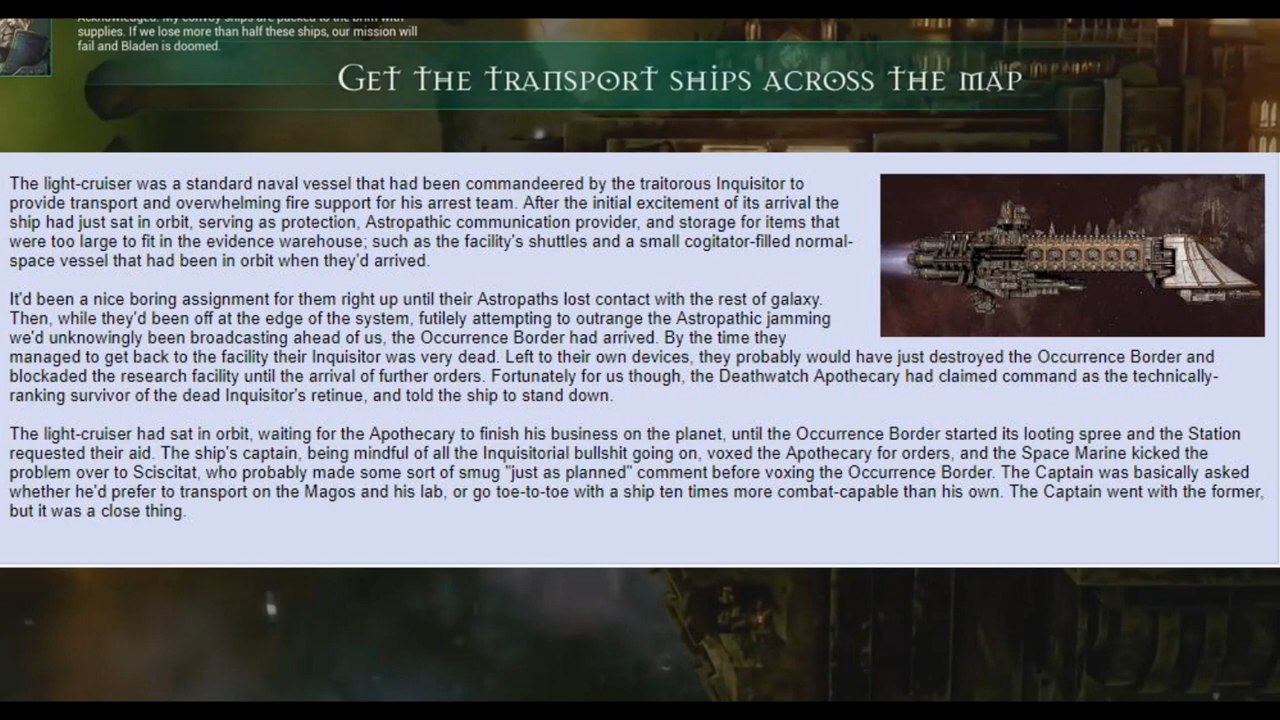 Acknowledged. My convoy ships are packed to the brim with
supplies. If we lose more than half these ships, our mission will
fail and Bladen is doomed.
Get the transport ships across the map
The light-cruiser was a standard naval vessel that had been commandeered by the traitorous Inquisitor to
provide transport and overwhelming fire support for his arrest team. After the initial excitement of its arrival the
ship had just sat in orbit, serving as protection, Astropathic communication provider, and storage for items that
were too large to fit in the evidence warehouse; such as the facility's shuttles and a small cogitator-filled normal-
space vessel that had been in orbit when they'd arrived.
It'd been a nice boring assignment for them right up until their Astropaths lost contact with the rest of galaxy.
Then, while they'd been off at the edge of the system, futilely attempting to outrange the Astropathic jamming
we'd unknowingly been broadcasting ahead of us, the Occurrence Border had arrived. By the time they
managed to get back to the facility their Inquisitor was very dead. Left to their own devices, they probably would have just destroyed the Occurrence Border and
blockaded the research facility until the arrival of further orders. Fortunately for us though, the Deathwatch Apothecary had claimed command as the technically-
ranking survivor of the dead Inquisitor's retinue, and told the ship to stand down.
The light-cruiser had sat in orbit, waiting for the Apothecary to finish his business on the planet, until the Occurrence Border started its looting spree and the Station
requested their aid. The ship's captain, being mindful of all the Inquisitorial bullshit going on, voxed the Apothecary for orders, and the Space Marine kicked the
problem over to Sciscitat, who probably made some sort of smug "just as planned" comment before voxing the Occurrence Border. The Captain was basically asked
whether he'd prefer to transport on the Magos and his lab, or go toe-to-toe with a ship ten times more combat-capable than his own. The Captain went with the former,
but it was a close thing.